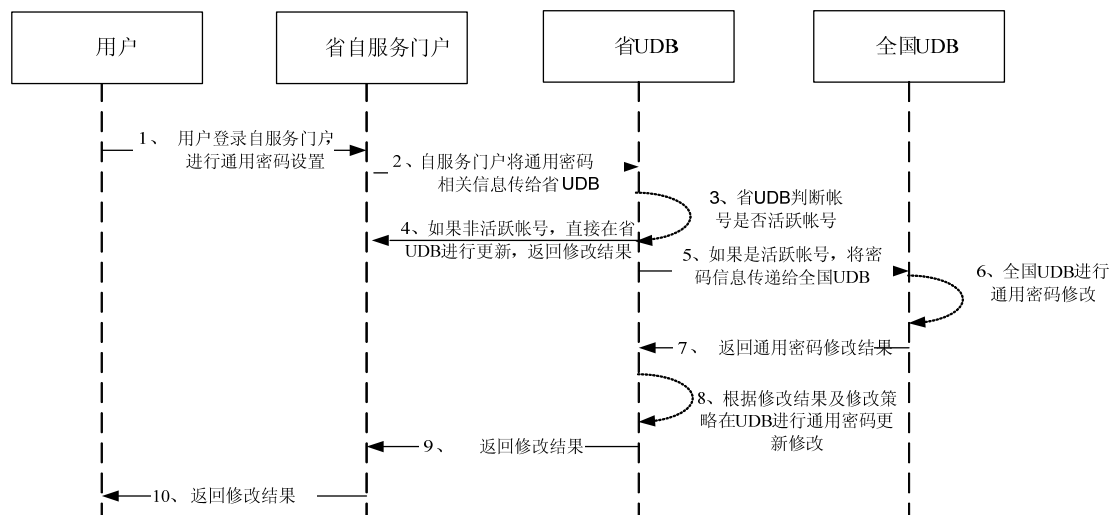 用户
省自服务门户
省UDB
全国UDB
1、 用户登录自服务门户,
进行通用密码设置
2、自服务门户将通用密码
相关信息传给省UDB
3、省UDB判断帐
号是否活跃帐号
4、如果非活跃帐号，直接在省
UDB进行更新，返回修改结果
5、如果是活跃帐号，将密
码信息传递给全国UDB
6、全国UDB进行
通用密码修改
7、 返回通用密码修改结果
8、根据修改结果及修改策
略在UDB进行通用密码更
新修改
9、 返回修改结果
10、返回修改结果